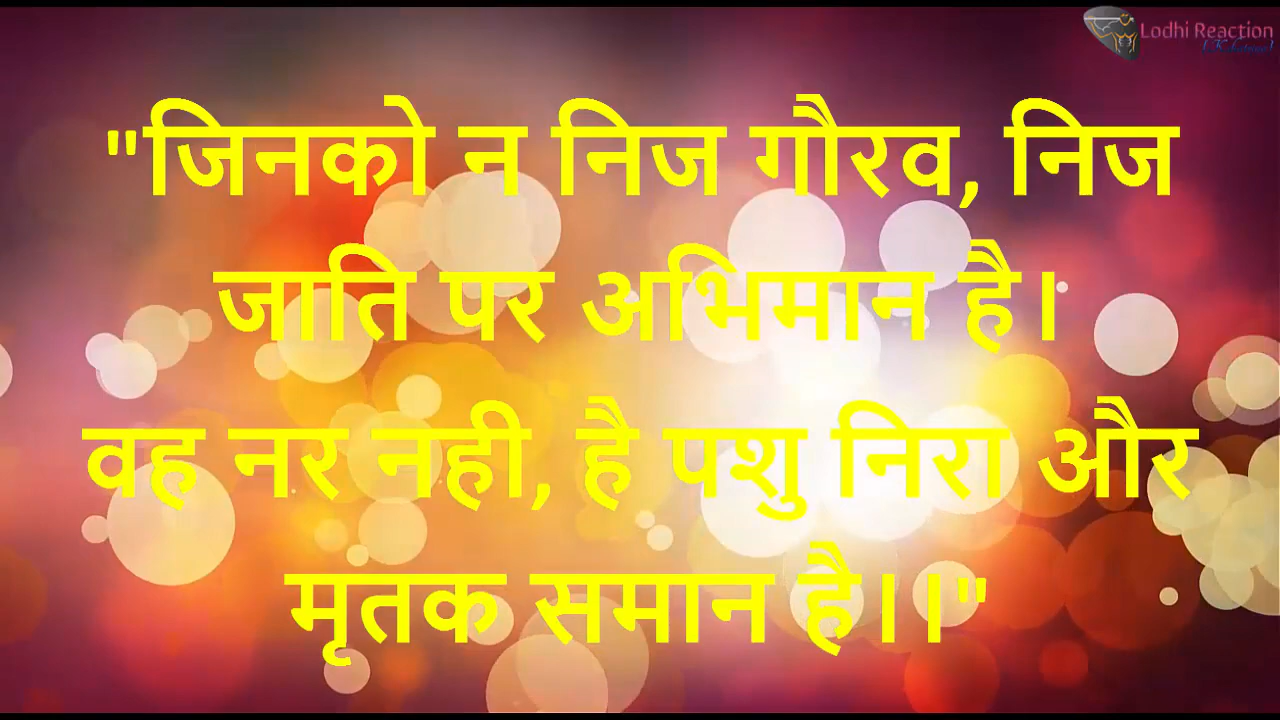 Lodhi Reaction
"जिनको न निज गौरव, निज
जाति पर अभिमान है।
वह नर नही, है पशु निरा और
मृतक समान है।।"